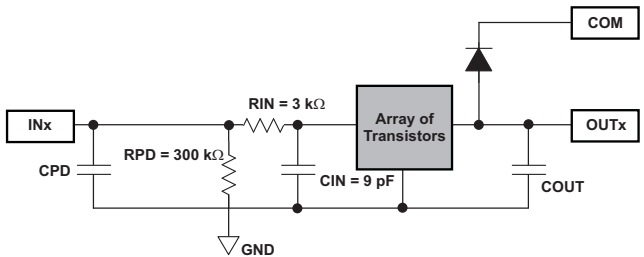 COM
RIN = 3 kΩ
INx
Array of
Transistors
OUTx
RPD = 300 kΩ
CPD
CIN = 9 pF
COUT
GND